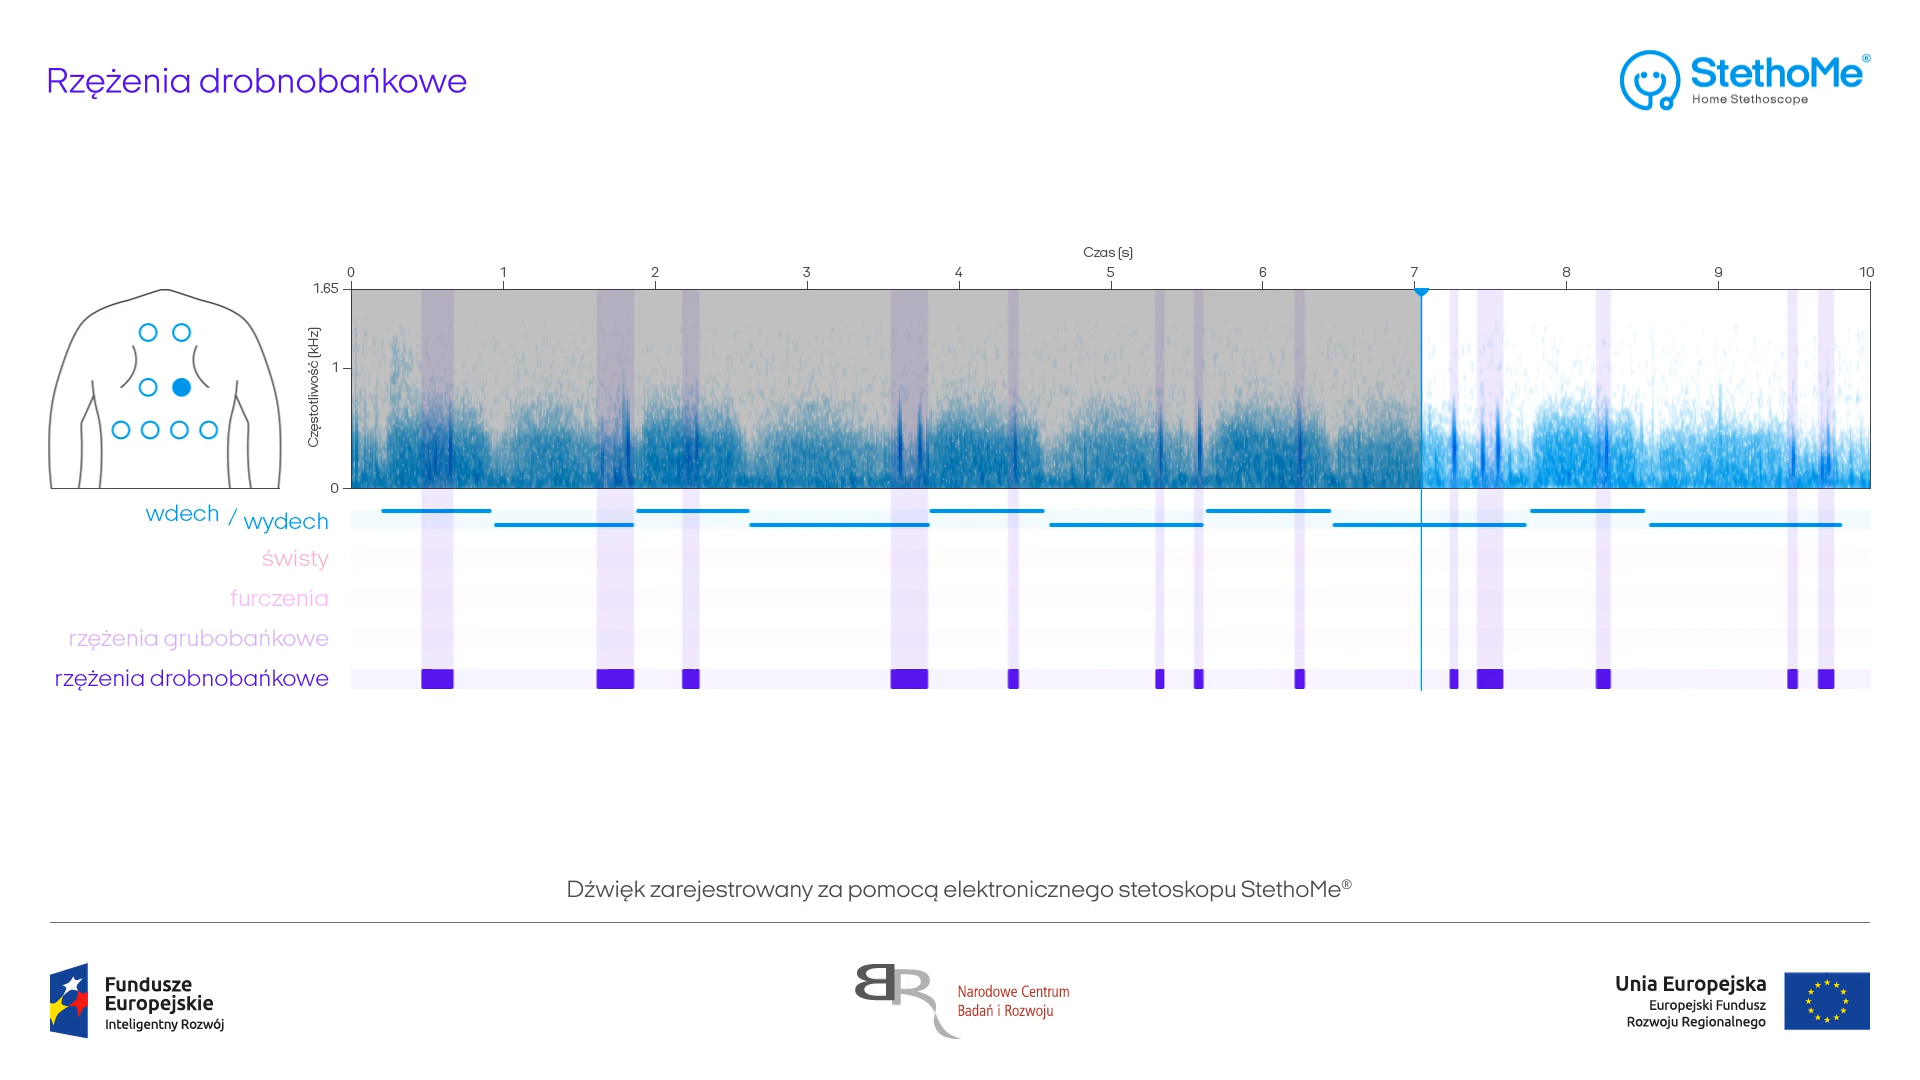 Rzężenia drobnobańkowe
StethoMe®
Home Stethoscope
Czas [s]
0 1 2 3 4 5 6 7 8 9 10
1.65
1
0
Częstotliwość [kHz]
wdech / wydech
świsty
furczenia
rzężenia grubobańkowe
rzężenia drobnobańkowe
Dźwięk zarejestrowany za pomocą elektronicznego stetoskopu StethoMe®
Fundusze
Europejskie
Inteligentny Rozwój
BR
Narodowe Centrum
Badań i Rozwoju
Unia Europejska
Europejski Fundusz
Rozwoju Regionalnego